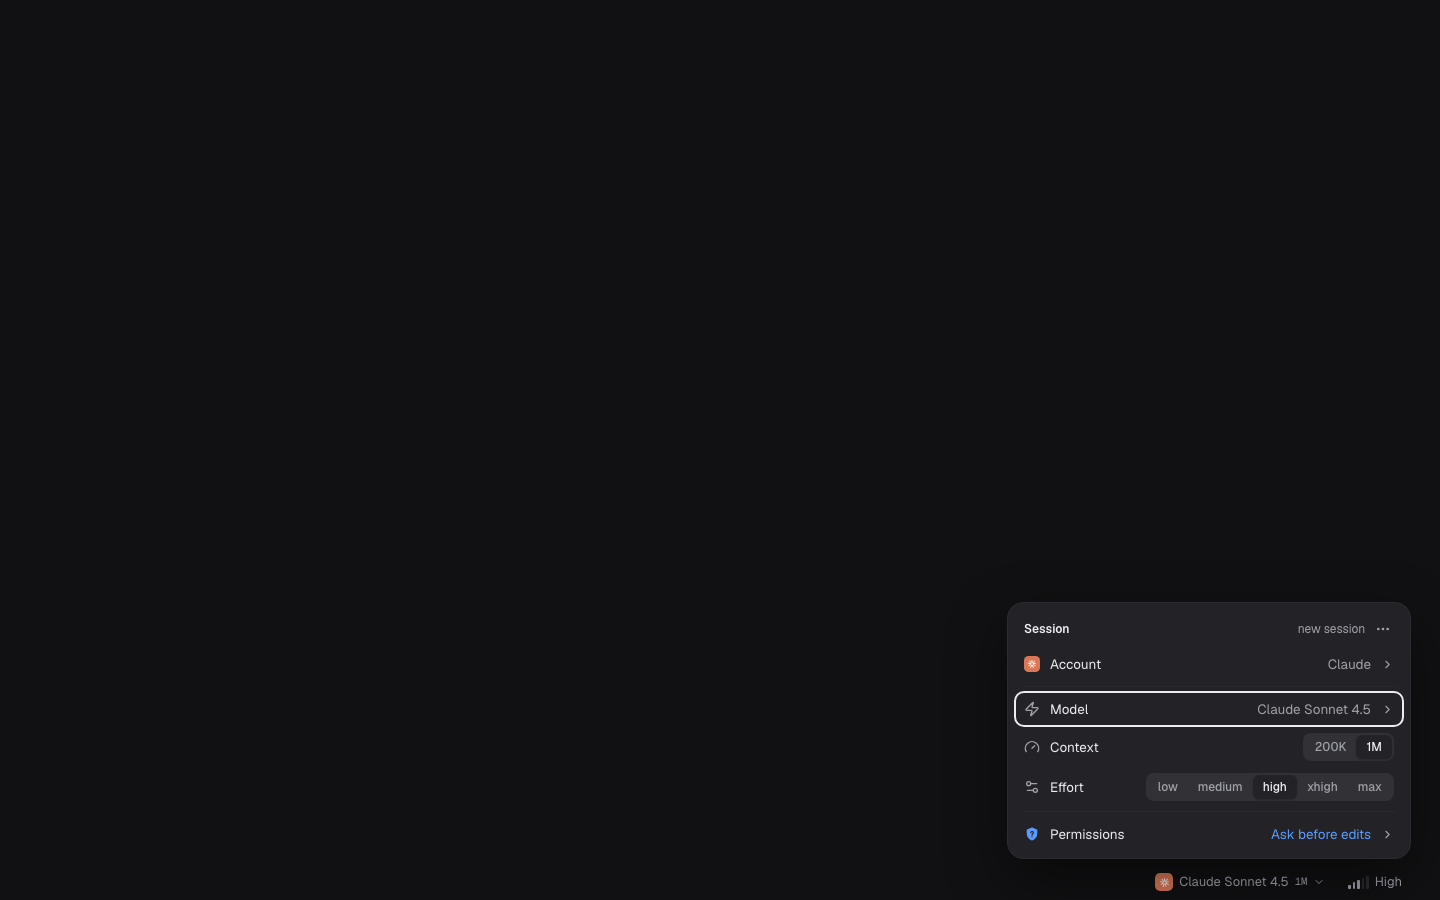 Session new session
Account Claude
Model Claude Sonnet 4.5
Context 200K 1M
Effort low medium high xhigh max
Permissions Ask before edits
Claude Sonnet 4.5 1M High